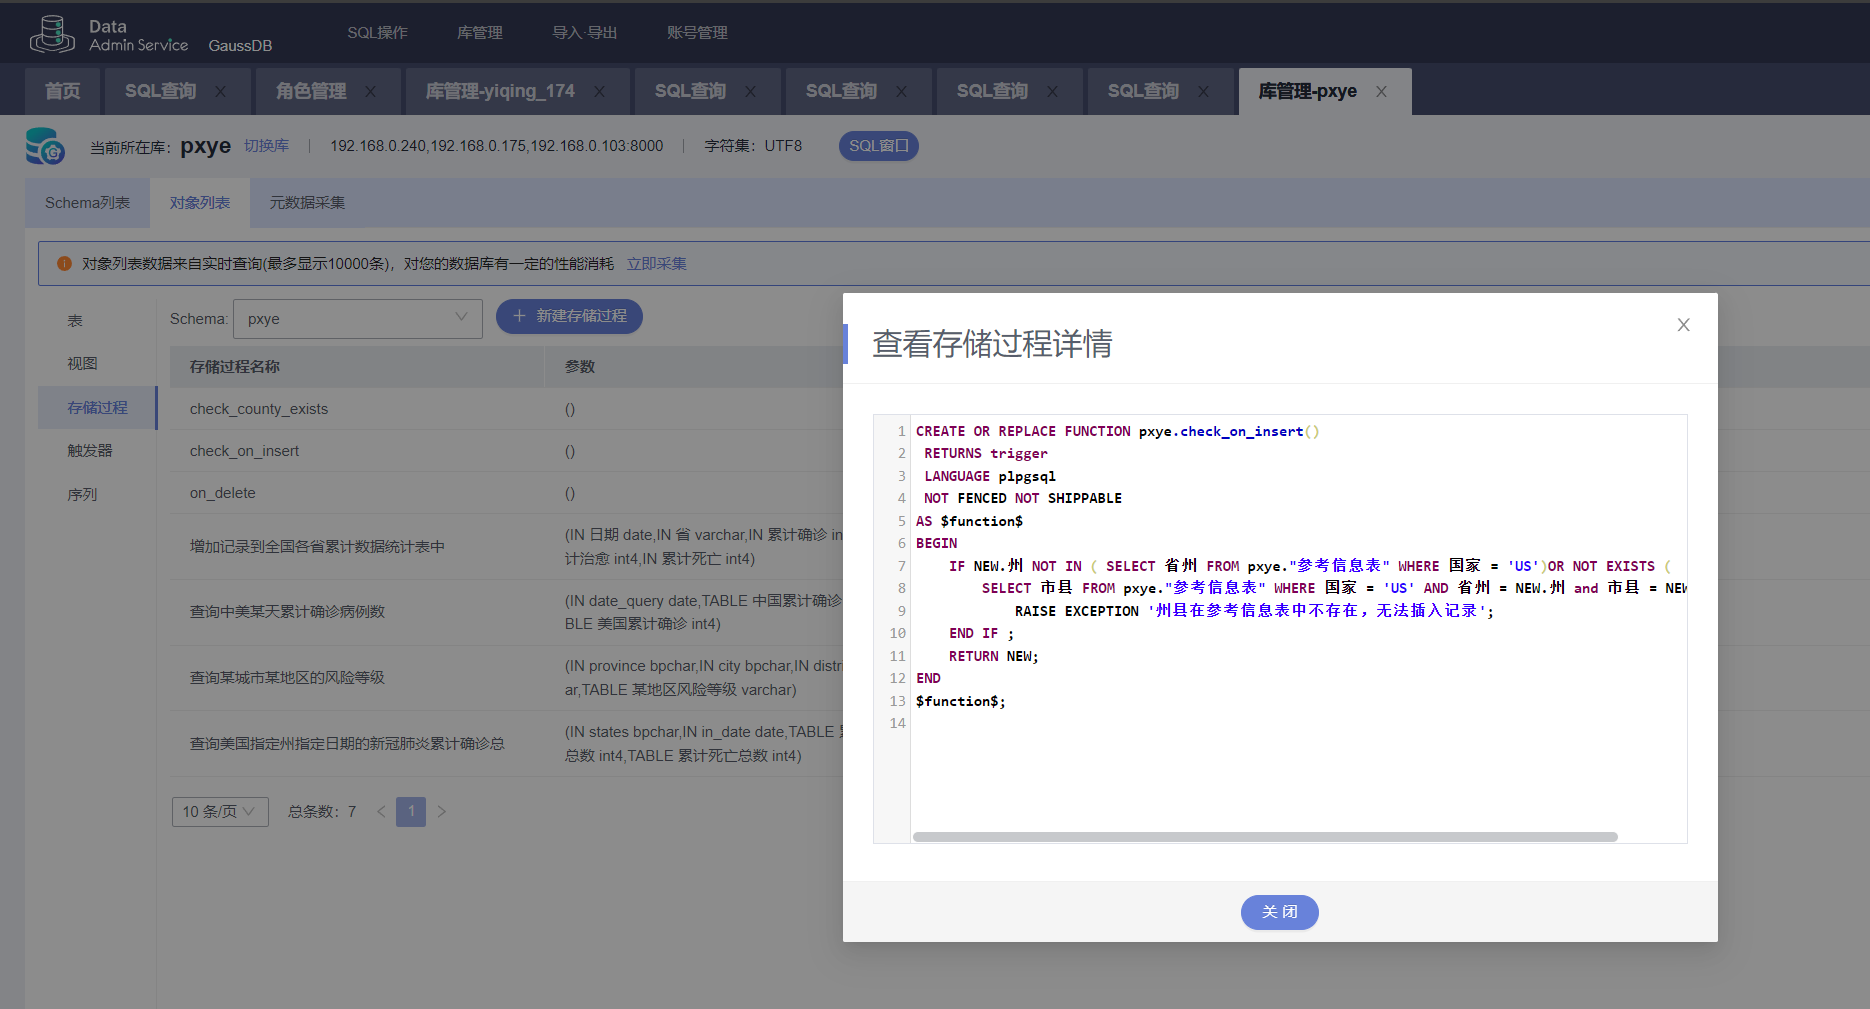 Data
Admin Service GaussDB
SQL操作 库管理 导入·导出 账号管理
首页 SQL查询 角色管理 库管理-yiqing_174 SQL查询 SQL查询 SQL查询 SQL查询 库管理-pxye
当前所在库: pxye 切换库 192.168.0.240,192.168.0.175,192.168.0.103:8000 字符集: UTF8 SQL窗口
Schema列表 对象列表 元数据采集
对象列表数据来自实时查询(最多显示10000条)，对您的数据库有一定的性能消耗 立即采集
表
视图
存储过程
触发器
序列
Schema: pxye 新建存储过程
存储过程名称 参数
check_county_exists ()
check_on_insert ()
on_delete ()
增加记录到全国各省累计数据统计表中 (IN 日期 date,IN 省 varchar,IN 累计确诊 in
计治愈 int4,IN 累计死亡 int4)
查询中美某天累计确诊病例数 (IN date_query date,TABLE 中国累计确诊
BLE 美国累计确诊 int4)
查询某城市某地区的风险等级 (IN province bpchar,IN city bpchar,IN distri
ar,TABLE 某地区风险等级 varchar)
查询美国指定州指定日期的新冠肺炎累计确诊总 (IN states bpchar,IN in_date date,TABLE
总数 int4,TABLE 累计死亡总数 int4)
10 条/页 总条数: 7 < 1 >
查看存储过程详情
1 CREATE OR REPLACE FUNCTION pxye.check_on_insert()
2 RETURNS trigger
3 LANGUAGE plpgsql
4 NOT FENCED NOT SHIPPABLE
5 AS $function$
6 BEGIN
7 IF NEW.州 NOT IN ( SELECT 省州 FROM pxye."参考信息表" WHERE 国家 = 'US')OR NOT EXISTS (
8 SELECT 市县 FROM pxye."参考信息表" WHERE 国家 = 'US' AND 省州 = NEW.州 and 市县 = NEW
9 RAISE EXCEPTION '州县在参考信息表中不存在，无法插入记录';
10 END IF ;
11 RETURN NEW;
12 END
13 $function$;
14
关 闭